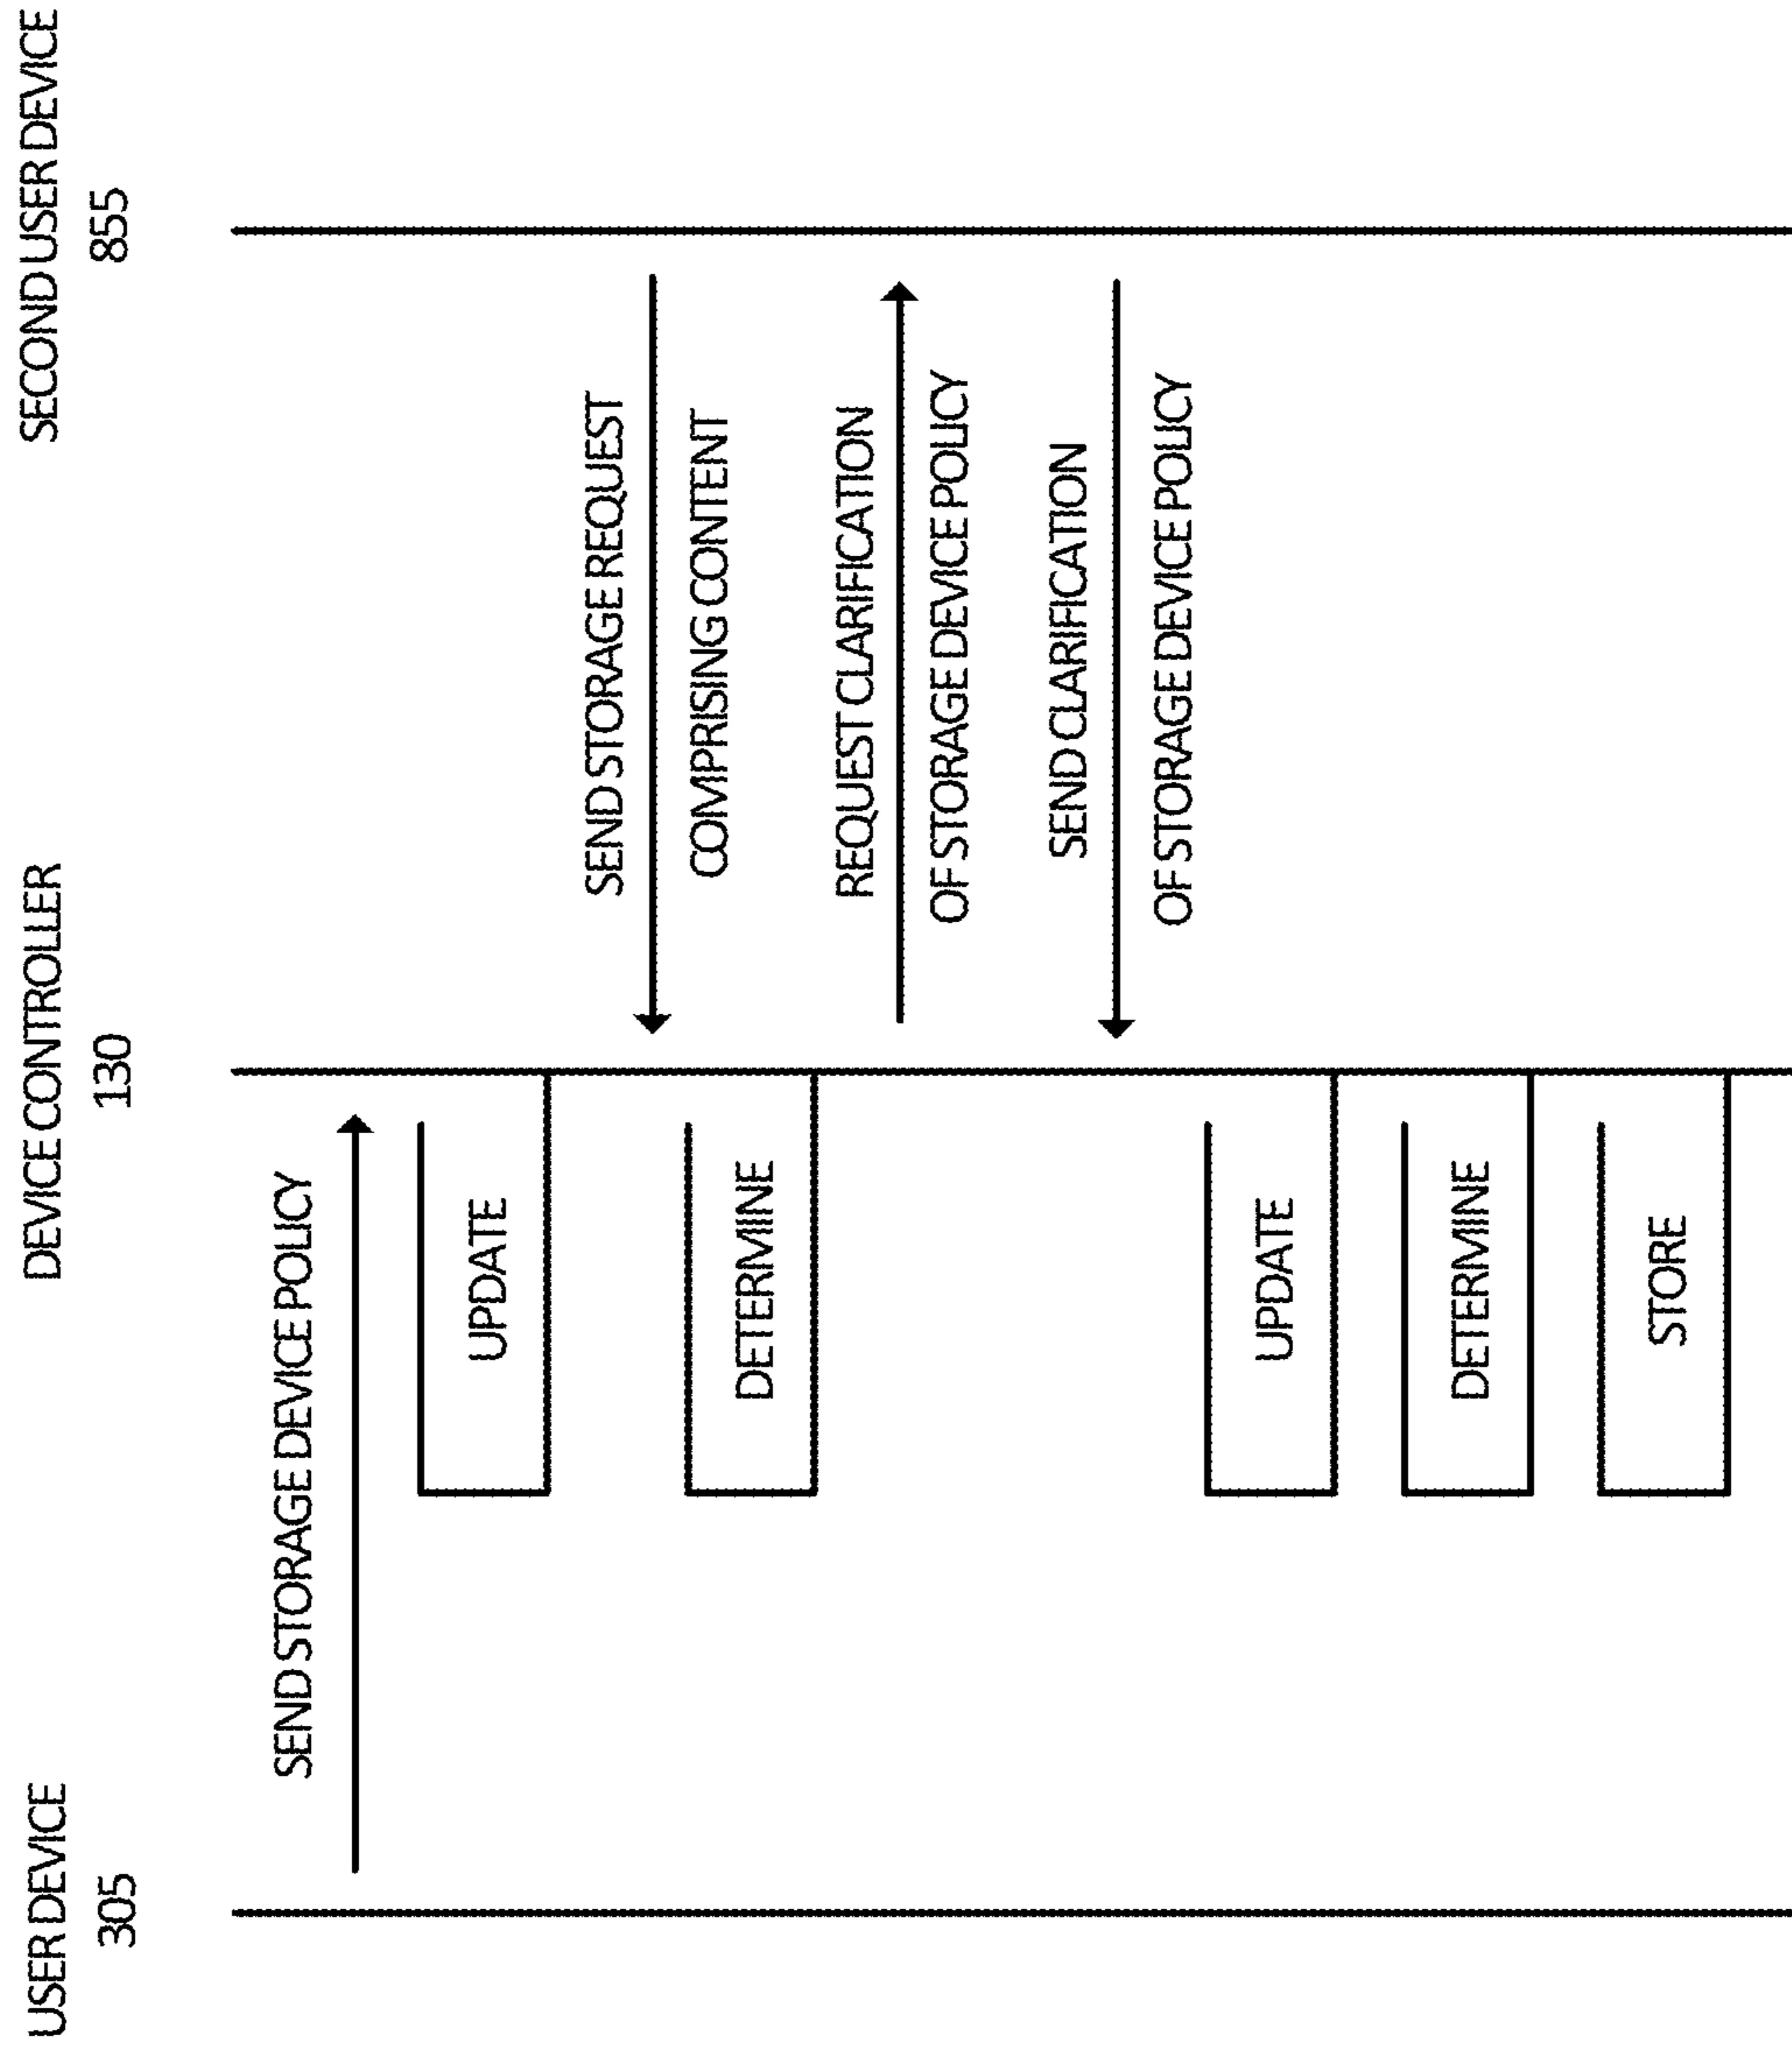 USER DEVICE
305
DEVICE CONTROLLER
130
SECOND USER DEVICE
855
SEND STORAGE DEVICE POLICY
UPDATE
SEND STORAGE REQUEST
COMPRISING CONTENT
DETERMINE
REQUEST CLARIFICATION
OF STORAGE DEVICE POLICY
SEND CLARIFICATION
OF STORAGE DEVICE POLICY
UPDATE
DETERMINE
STORE